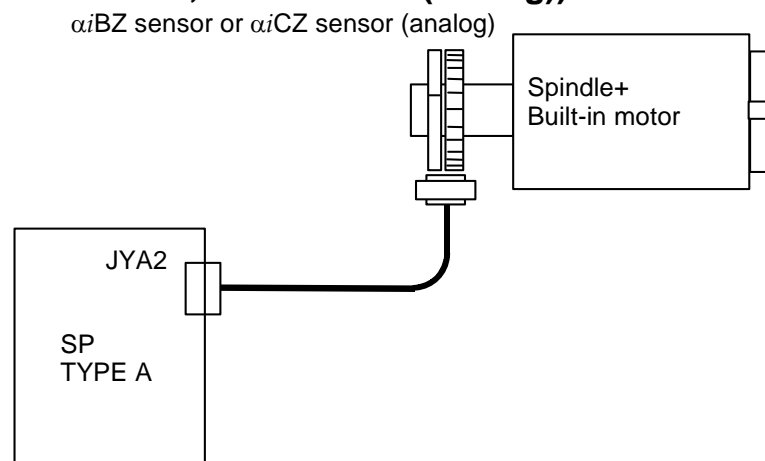 αiBZ sensor or αiCZ sensor (analog)
Spindle+
Built-in motor
JYA2
SP
TYPE A